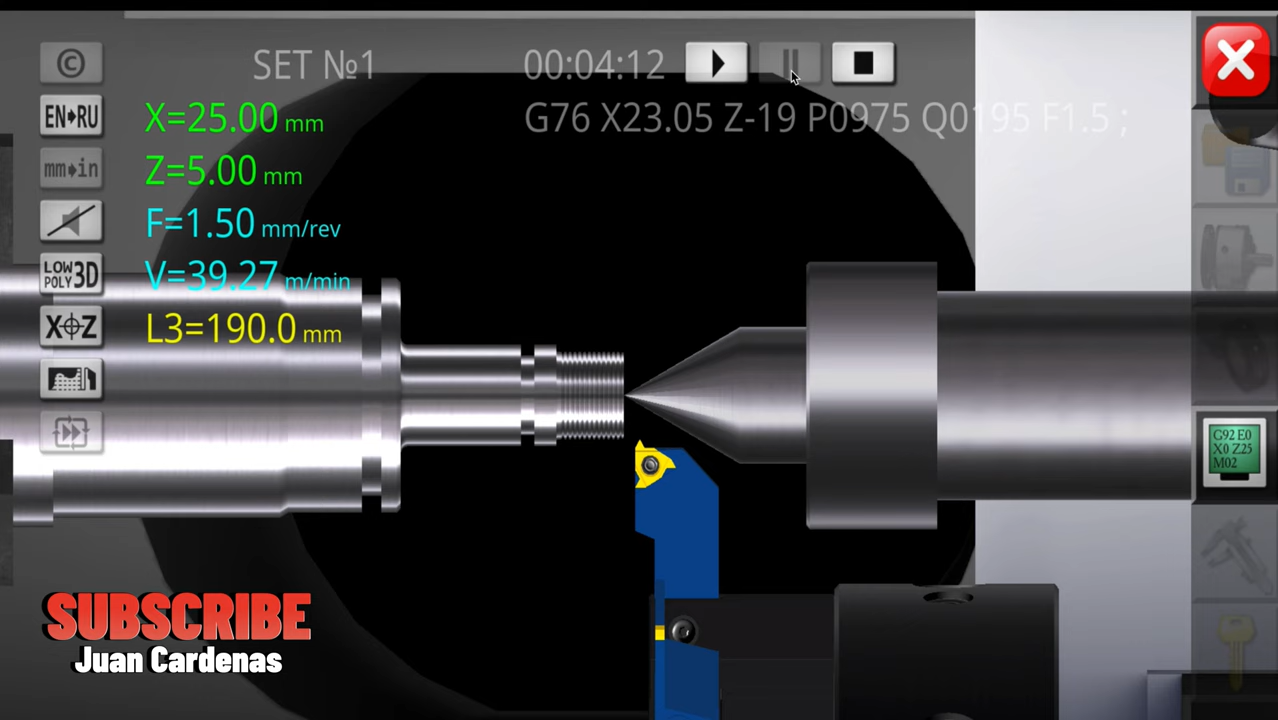 ©
SET №1
00:04:12
EN➔RU
X=25.00 mm
G76 X23.05 Z-19 P0975 Q0195 F1.5 ;
mm➔in
Z=5.00 mm
F=1.50 mm/rev
LOW POLY 3D
V=39.27 m/min
X Z
L3=190.0 mm
G92 E0
X0 Z25
M02
SUBSCRIBE
Juan Cardenas